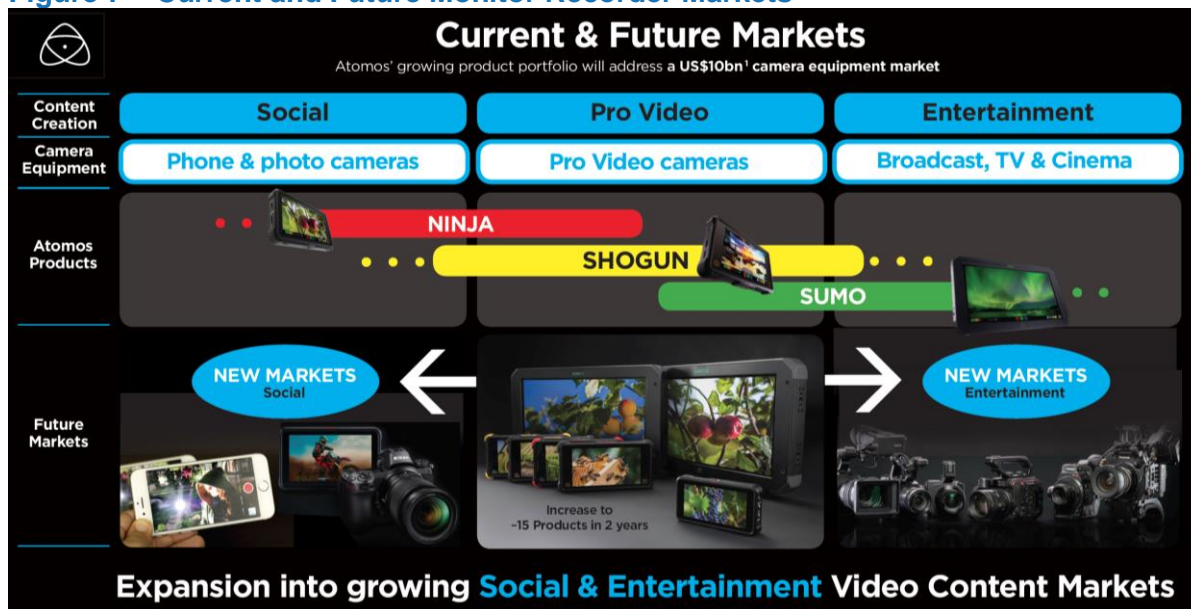 Current & Future Markets
Atomos' growing product portfolio will address a US$10bn¹ camera equipment market
Content
Creation
Social
Pro Video
Entertainment
Camera
Equipment
Phone & photo cameras
Pro Video cameras
Broadcast, TV & Cinema
Atomos
Products
NINJA
SHOGUN
SUMO
Future
Markets
NEW MARKETS
Social
NEW MARKETS
Entertainment
Increase to
~15 Products in 2 years
Expansion into growing Social & Entertainment Video Content Markets